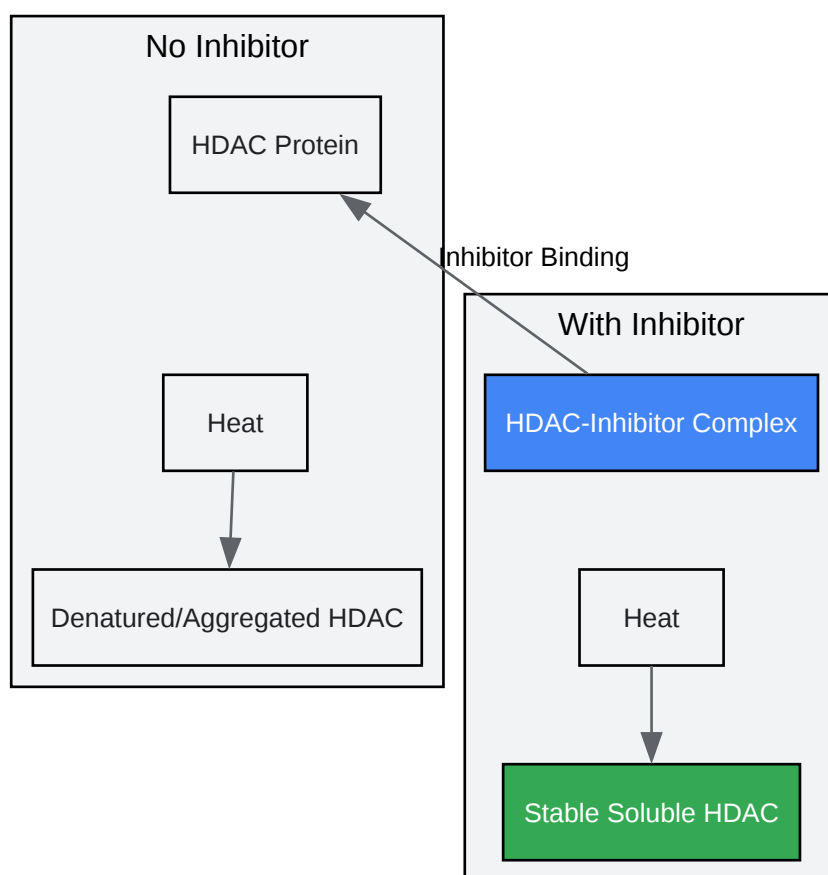 No Inhibitor
HDAC Protein
Inhibitor Binding
With Inhibitor
Heat
HDAC-Inhibitor Complex
Denatured/Aggregated HDAC
Heat
Stable Soluble HDAC